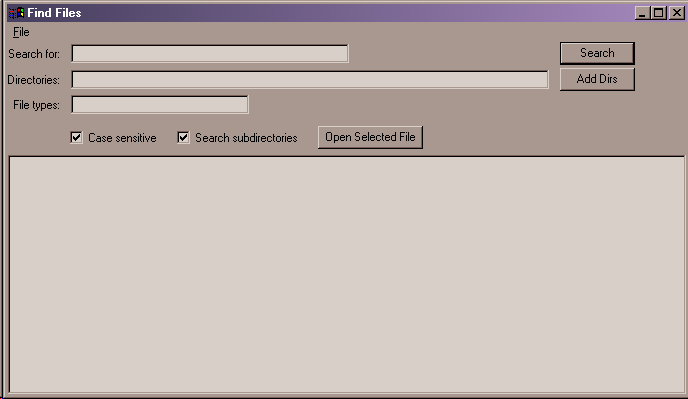 Find Files
File
Search for:
Search
Directories:
Add Dirs
File types:
Case sensitive
Search subdirectories
Open Selected File